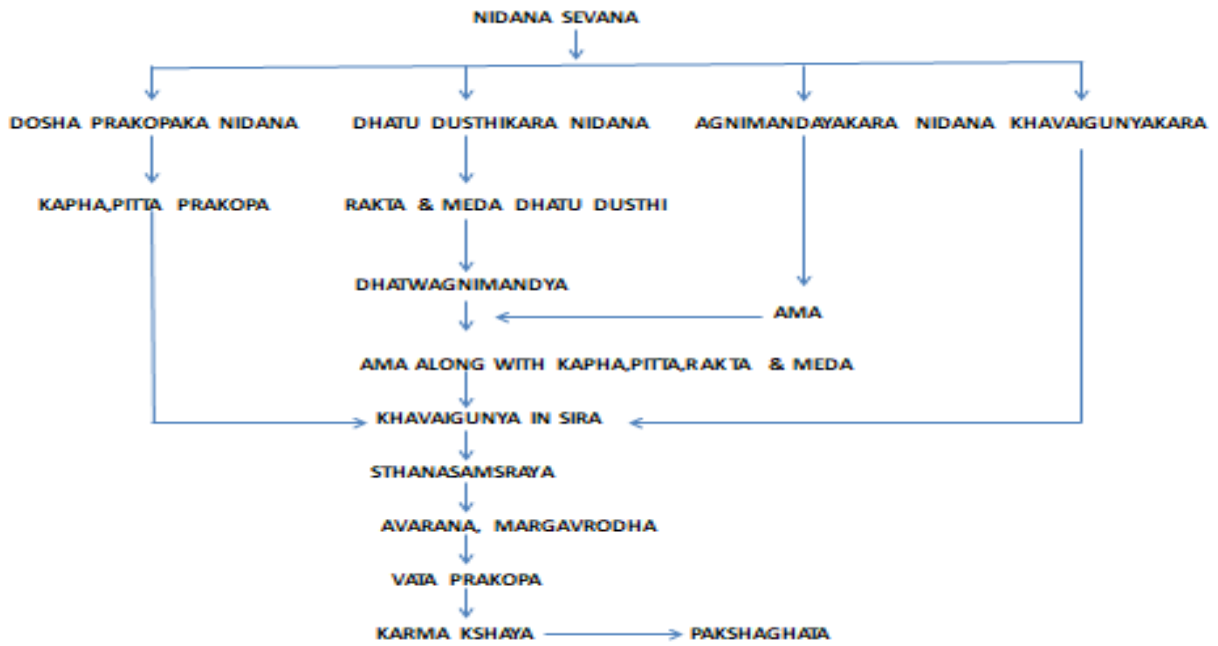 NIDANA SEVANA
DOSHA PRAKOPAKA NIDANA DHATU DUSTHIKARA NIDANA AGNIMANDAYAKARA NIDANA KHAVAIGUNYAKARA
KAPHA,PITTA PRAKOPA RAKTA & MEDA DHATU DUSTHI
DHATWAGNIMANDYA
AMA
AMA ALONG WITH KAPHA,PITTA,RAKTA & MEDA
KHAVAIGUNYA IN SIRA
STHANASAMSRAYA
AVARANA, MARGAVRODHA
VATA PRAKOPA
KARMA KSHAYA PAKSHAGHATA